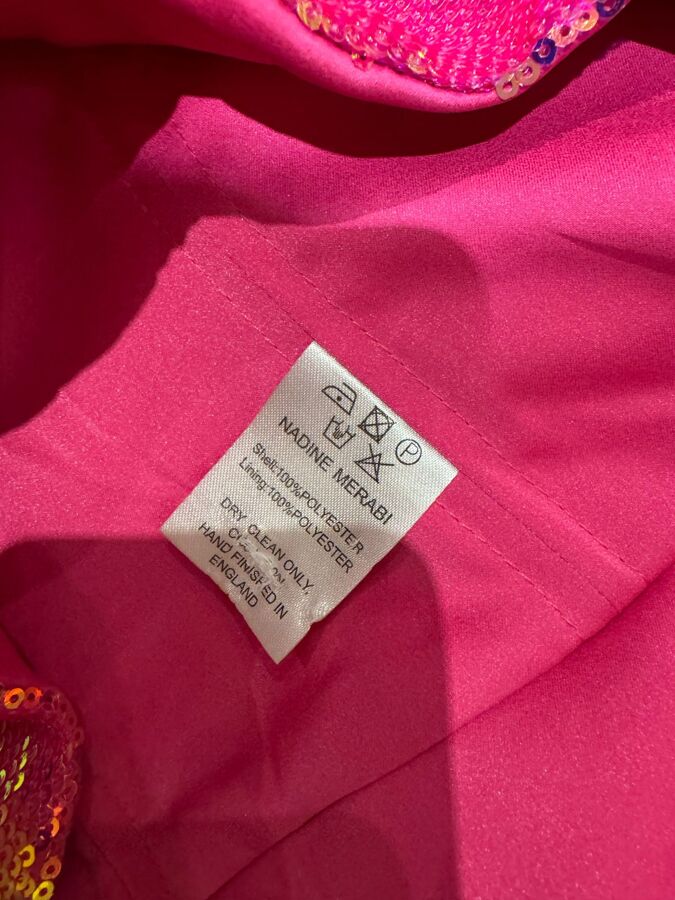 P
NADINE MERABI
Shell:100%POLYESTER
Lining:100%POLYESTER
DRY CLEAN ONLY,
HAND FINISHED IN
ENGLAND